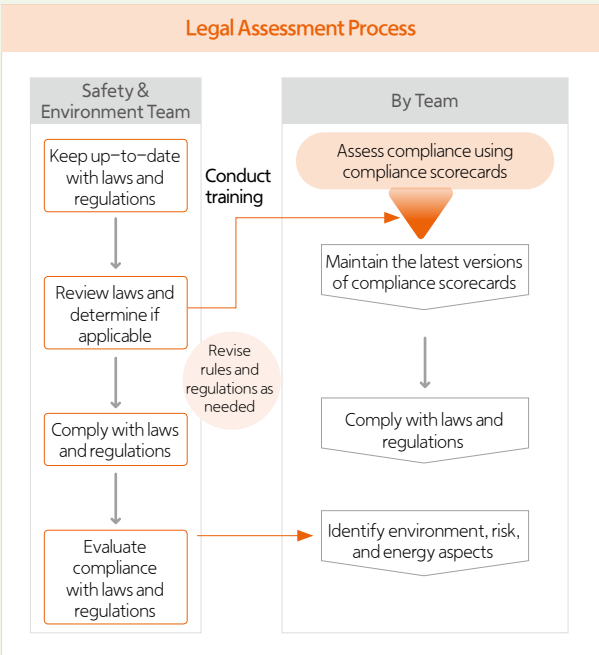 Legal Assessment Process
Safety &
Environment Team
Keep up-to-date
with laws and
regulations
Review laws and
determine if
applicable
Comply with laws
and regulations
Evaluate
compliance
with laws and
regulations
Conduct
training
Revise
rules and
regulations as
needed
By Team
Assess compliance using
compliance scorecards
Maintain the latest versions
of compliance scorecards
Comply with laws and
regulations
Identify environment, risk,
and energy aspects